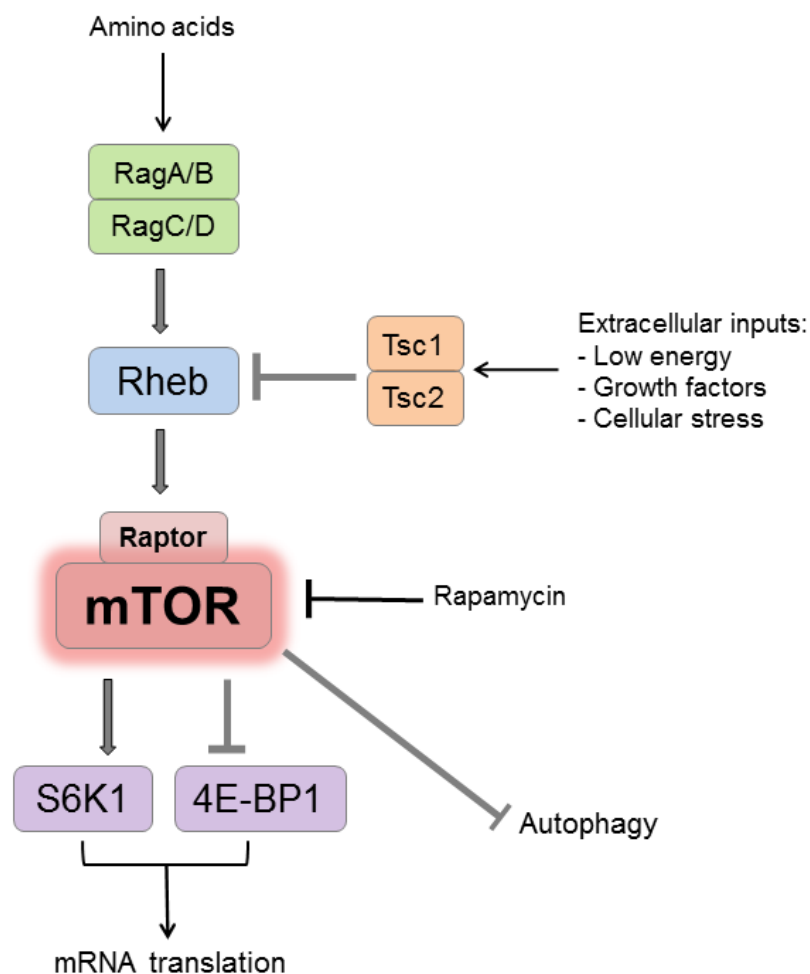 Amino acids
RagA/B
RagC/D
Extracellular inputs:
- Low energy
- Growth factors
- Cellular stress
Tsc1
Tsc2
Rheb
Raptor
mTOR
Rapamycin
S6K1
4E-BP1
Autophagy
mRNA translation